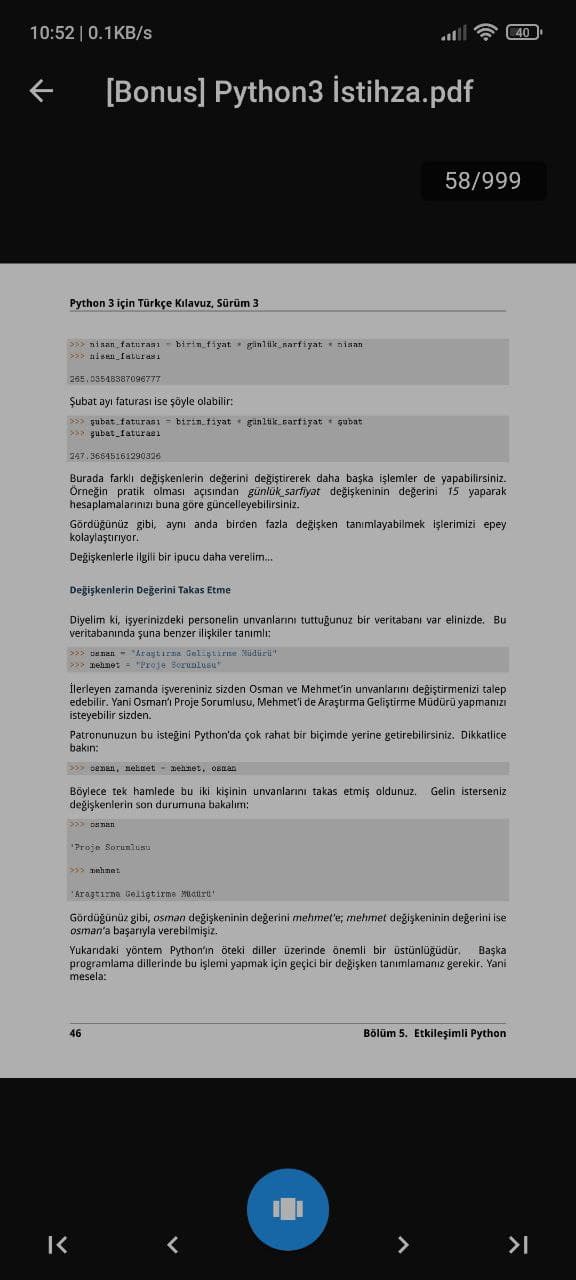 10:52 | 0.1KB/s
40
[Bonus] Python3 İstihza.pdf
58/999
Python 3 için Türkçe Kılavuz, Sürüm 3
>>> nisan_faturası = birim_fiyat * günlük_sarfiyat * nisan
>>> nisan_faturası
265.03548387096777
Şubat ayı faturası ise şöyle olabilir:
>>> şubat_faturası = birim_fiyat * günlük_sarfiyat * şubat
>>> şubat_faturası
247.36645161290326
Burada farklı değişkenlerin değerini değiştirerek daha başka işlemler de yapabilirsiniz.
Örneğin pratik olması açısından günlük_sarfiyat değişkeninin değerini 15 yaparak
hesaplamalarınızı buna göre güncelleyebilirsiniz.
Gördüğünüz gibi, aynı anda birden fazla değişken tanımlayabilmek işlerimizi epey
kolaylaştırıyor.
Değişkenlerle ilgili bir ipucu daha verelim...
Değişkenlerin Değerini Takas Etme
Diyelim ki, işyerinizdeki personelin unvanlarını tuttuğunuz bir veritabanı var elinizde. Bu
veritabanında şuna benzer ilişkiler tanımlı:
>>> osman = "Araştırma Geliştirme Müdürü"
>>> mehmet = "Proje Sorumlusu"
İlerleyen zamanda işvereniniz sizden Osman ve Mehmet'in unvanlarını değiştirmenizi talep
edebilir. Yani Osman'ı Proje Sorumlusu, Mehmet'i de Araştırma Geliştirme Müdürü yapmanızı
isteyebilir sizden.
Patronunuzun bu isteğini Python'da çok rahat bir biçimde yerine getirebilirsiniz. Dikkatlice
bakın:
>>> osman, mehmet = mehmet, osman
Böylece tek hamlede bu iki kişinin unvanlarını takas etmiş oldunuz. Gelin isterseniz
değişkenlerin son durumuna bakalım:
>>> osman
'Proje Sorumlusu
>>> mehmet
'Araştırma Geliştirme Müdürü'
Gördüğünüz gibi, osman değişkeninin değerini mehmet'e; mehmet değişkeninin değerini ise
osman'a başarıyla verebilmişiz.
Yukarıdaki yöntem Python'ın öteki diller üzerinde önemli bir üstünlüğüdür. Başka
programlama dillerinde bu işlemi yapmak için geçici bir değişken tanımlamanız gerekir. Yani
mesela:
46
Bölüm 5. Etkileşimli Python